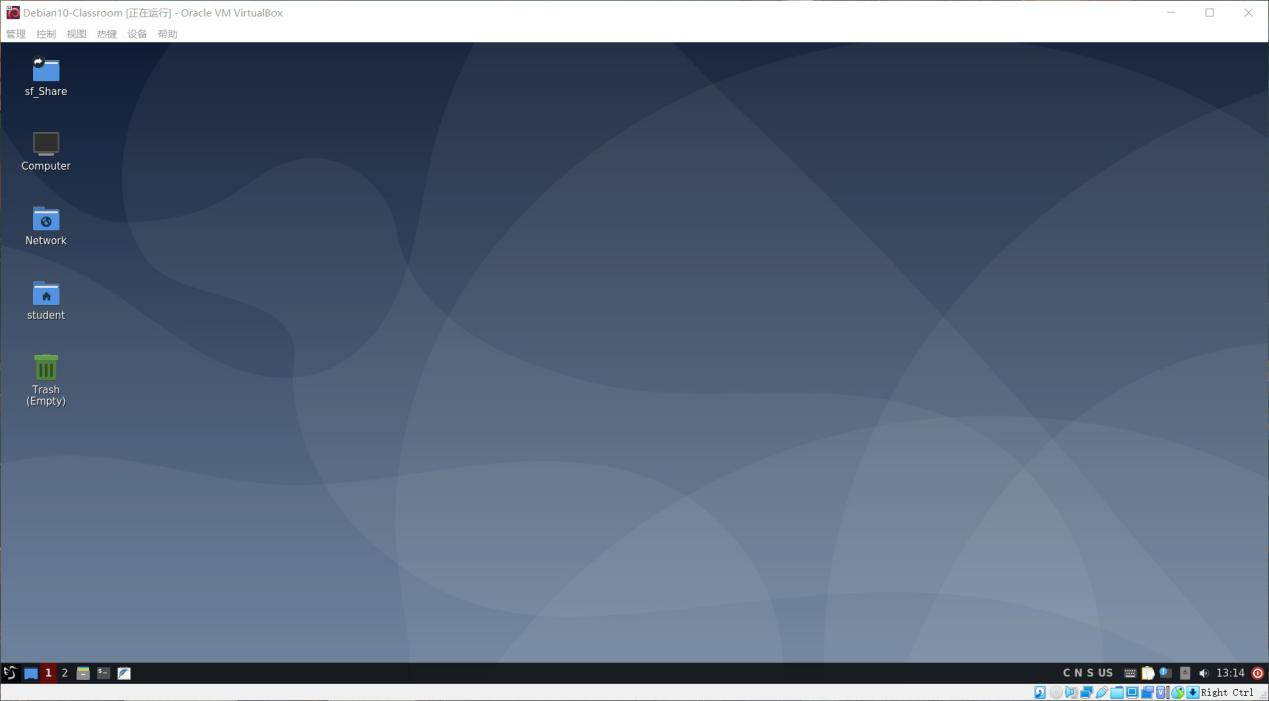 Debian10-Classroom [正在运行] - Oracle VM VirtualBox
管理 控制 视图 热键 设备 帮助
sf_Share
Computer
Network
student
Trash
(Empty)
1 2 C N S US 13:14
Right Ctrl